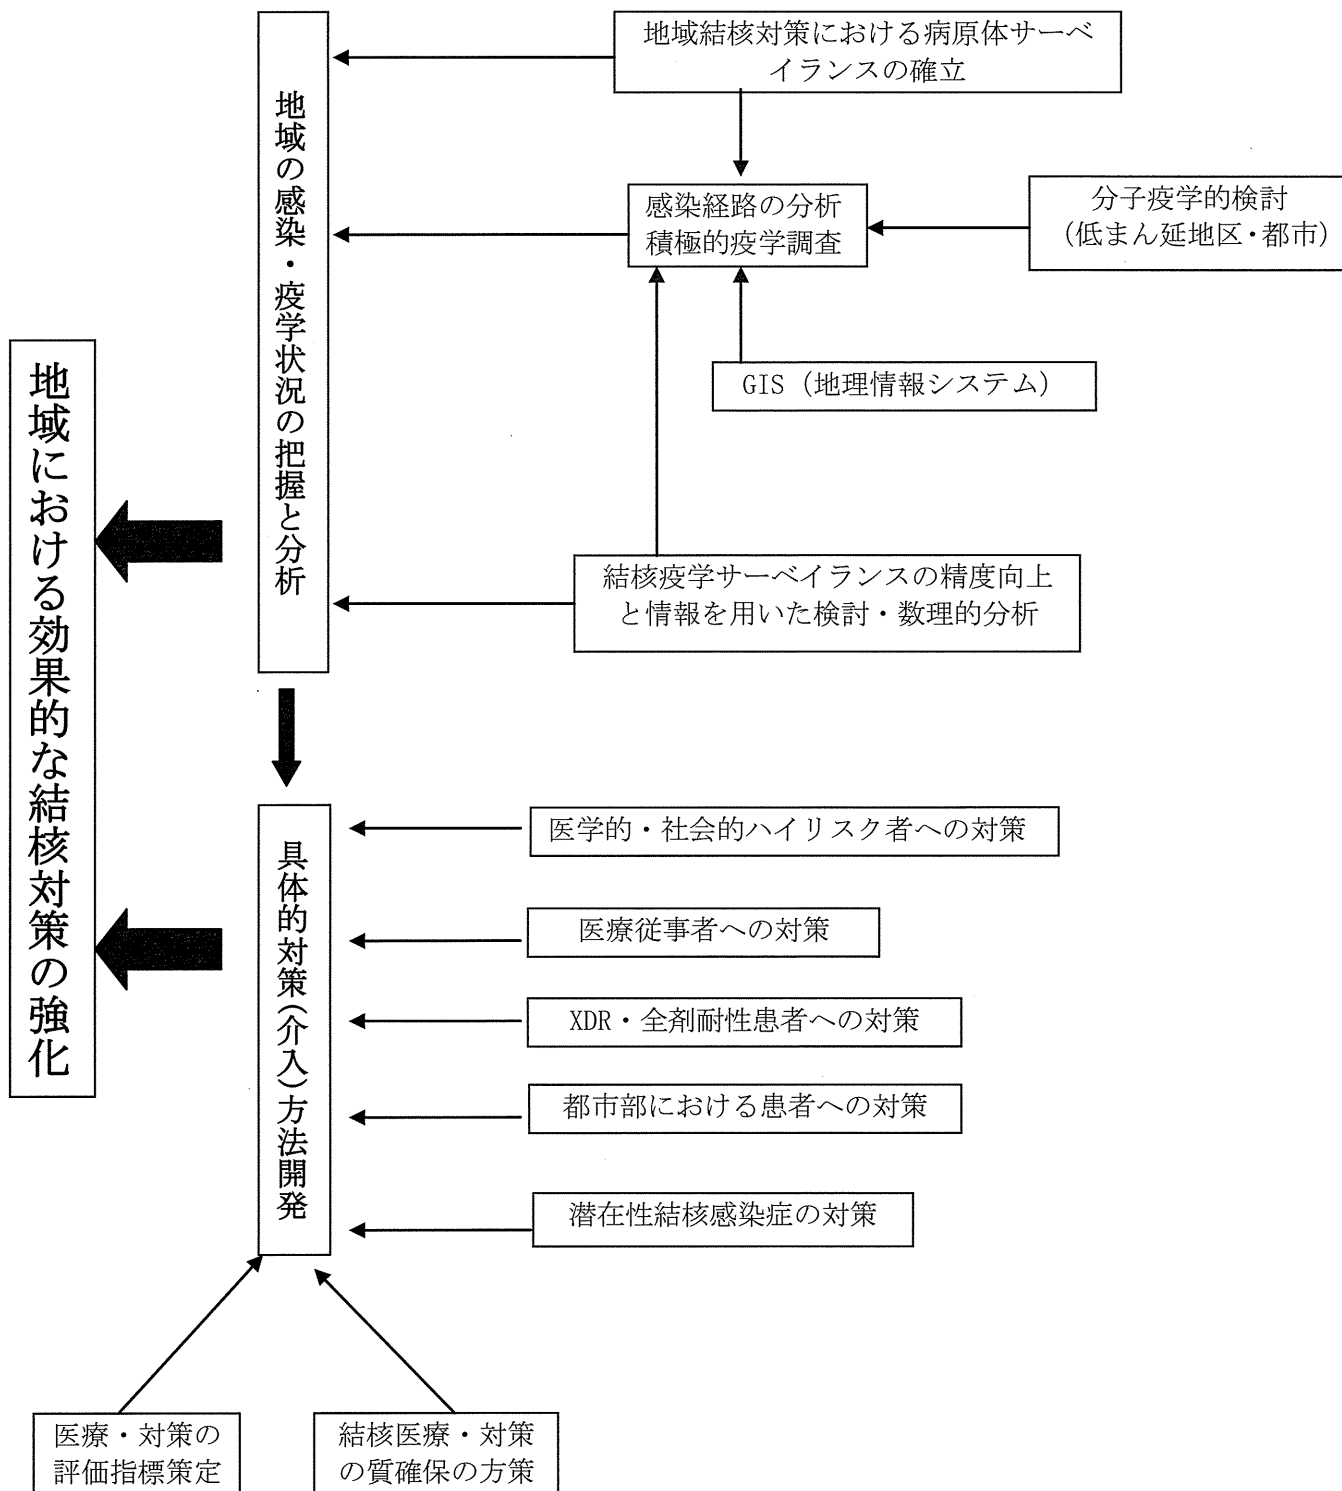 地域結核対策における病原体サーベ
イランスの確立
地域の感染・疫学状況の把握と分析
感染経路の分析
積極的疫学調査
分子疫学的検討
（低まん延地区・都市）
GIS（地理情報システム）
地域における効果的な結核対策の強化
結核疫学サーベイランスの精度向上
と情報を用いた検討・数理的分析
具体的対策（介入）方法開発
医学的・社会的ハイリスク者への対策
医療従事者への対策
XDR・全剤耐性患者への対策
都市部における患者への対策
潜在性結核感染症の対策
医療・対策の
評価指標策定
結核医療・対策
の質確保の方策